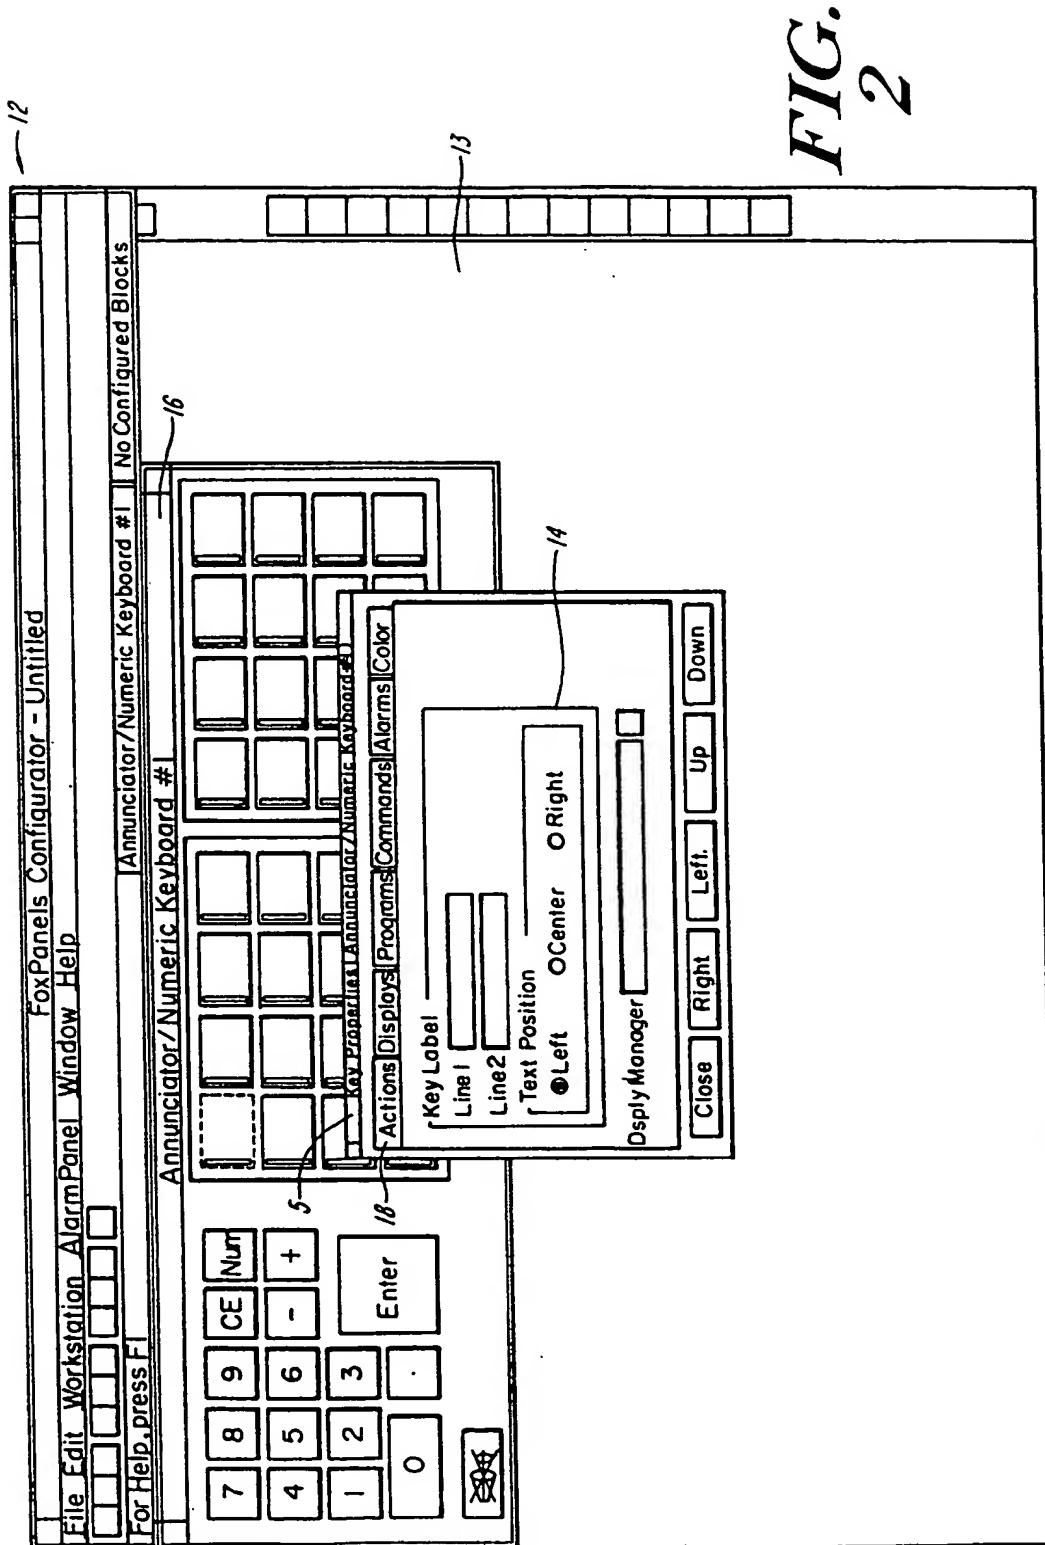 12
FoxPanels Configurator - Untitled
File Edit Workstation AlarmPanel Window Help
For Help, press F1
Annunciator/Numeric Keyboard #1
No Configured Blocks
Annunciator/Numeric Keyboard #1
16
13
7
8
9
CE
Num
4
5
6
-
+
1
2
3
Enter
0
.
5
Key Properties Annunciator/Numeric Keyboard #1
18
Actions Displays Programs Commands Alarms Color
Key Label
Line 1
Line2
Text Position
Left Center Right
14
Dsply Manager
Close Right Left. Up Down
FIG.
2